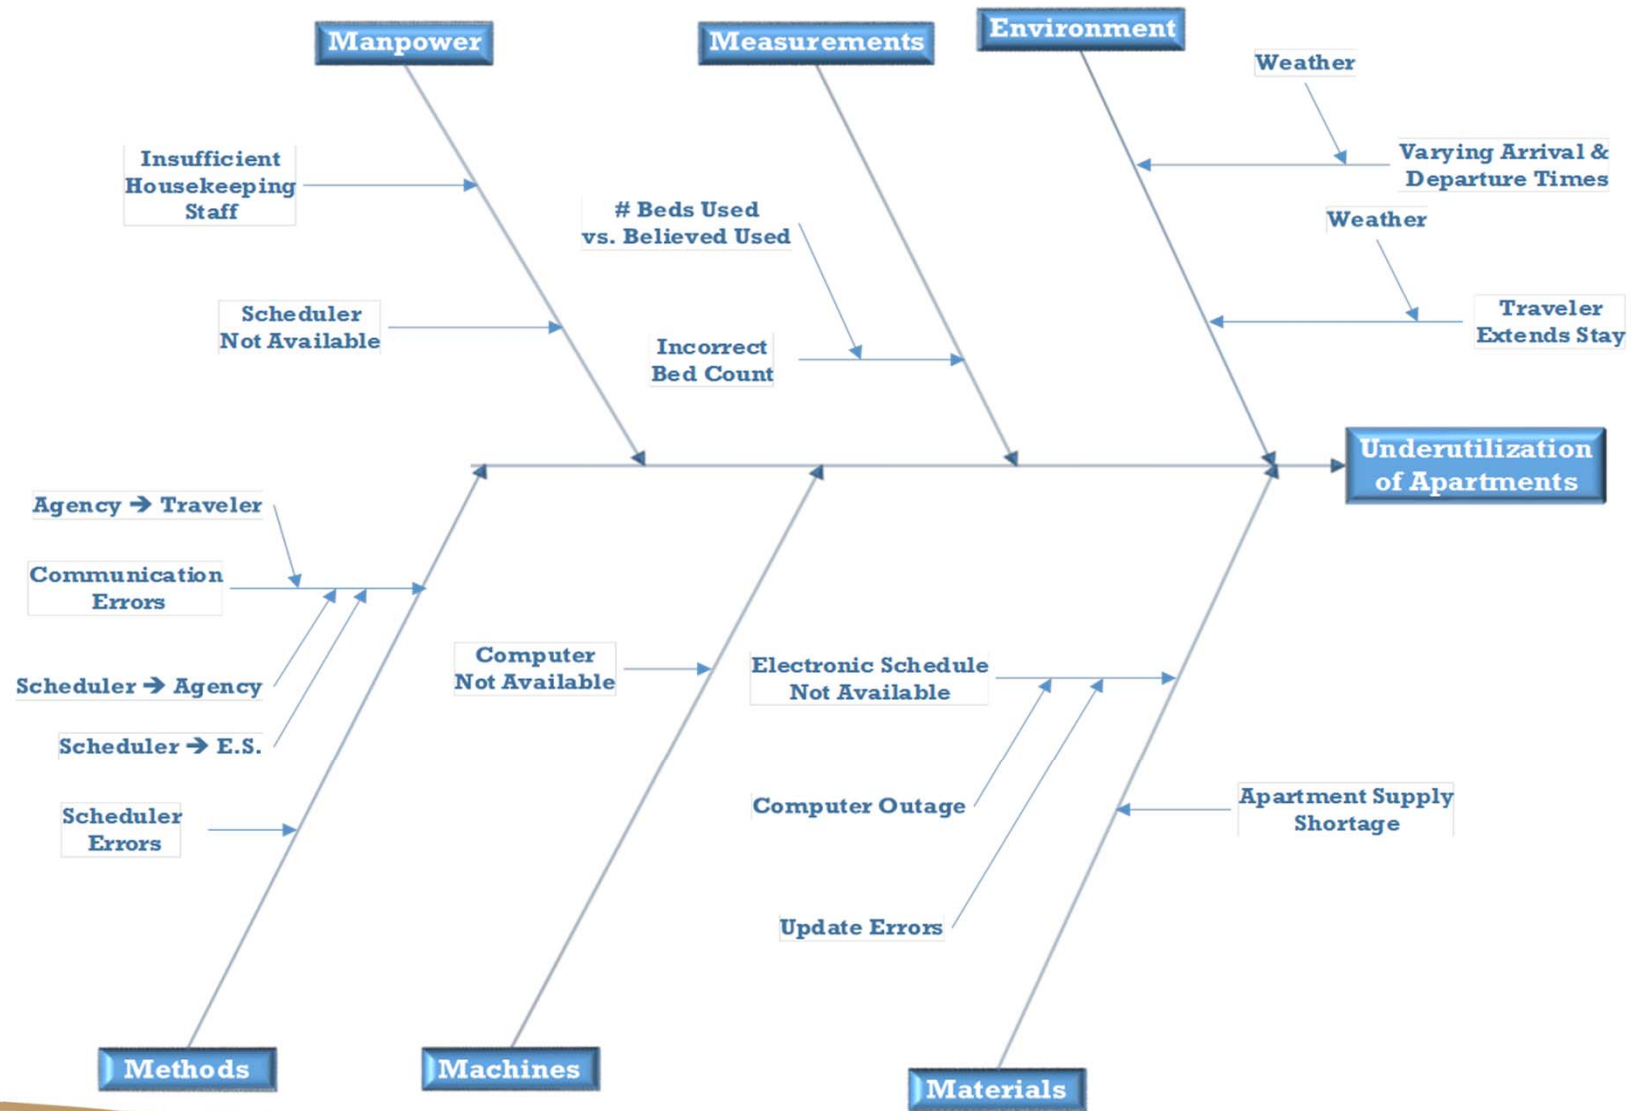 Manpower
Measurements
Environment
Weather
Insufficient
Housekeeping
Staff
Varying Arrival &
Departure Times
# Beds Used
vs. Believed Used
Weather
Scheduler
Not Available
Incorrect
Bed Count
Traveler
Extends Stay
Underutilization
of Apartments
Agency ➔ Traveler
Communication
Errors
Scheduler ➔ Agency
Scheduler ➔ E.S.
Scheduler
Errors
Computer
Not Available
Electronic Schedule
Not Available
Computer Outage
Update Errors
Apartment Supply
Shortage
Methods
Machines
Materials